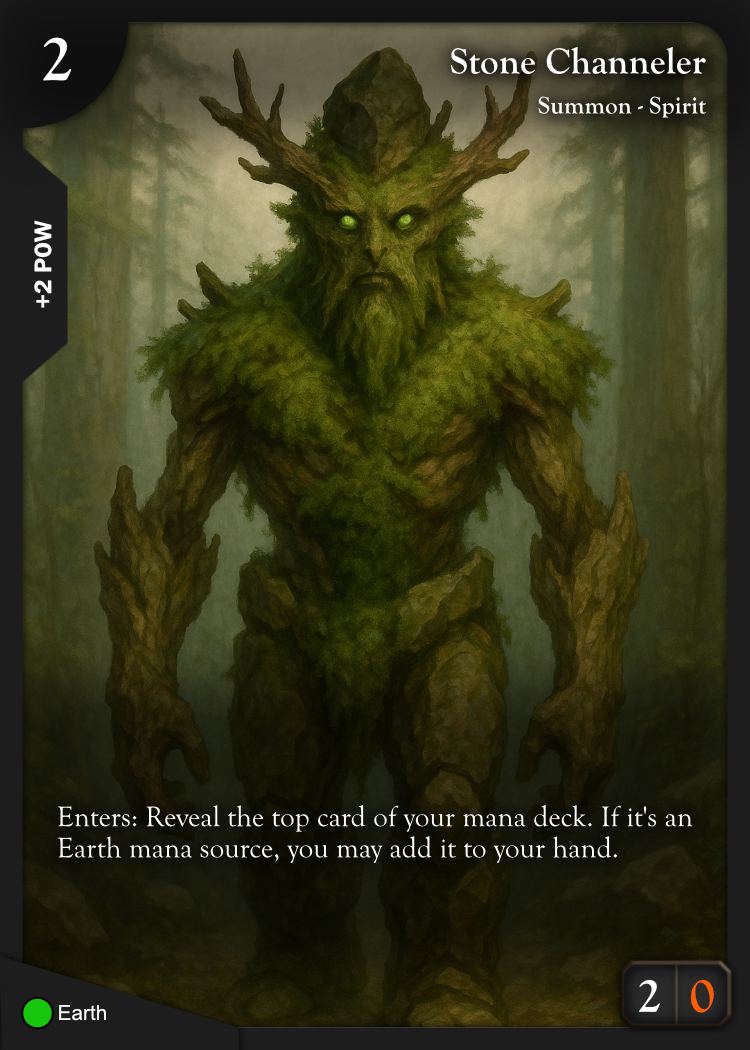 2
Stone Channeler
Summon - Spirit
+2 POW
Enters: Reveal the top card of your mana deck. If it's an
Earth mana source, you may add it to your hand.
Earth
2 0